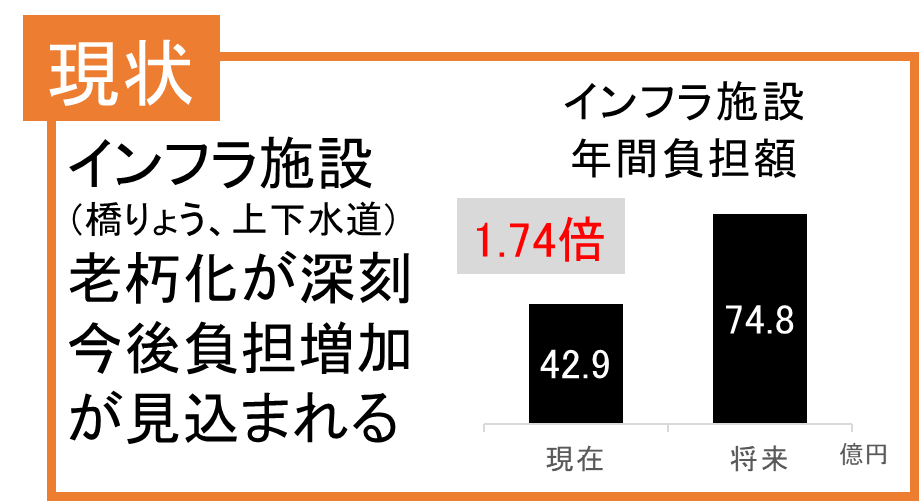 現状
インフラ施設
（橋りょう、上下水道）
老朽化が深刻
今後負担増加
が見込まれる
インフラ施設
年間負担額
1.74倍
42.9
74.8
現在
将来
億円